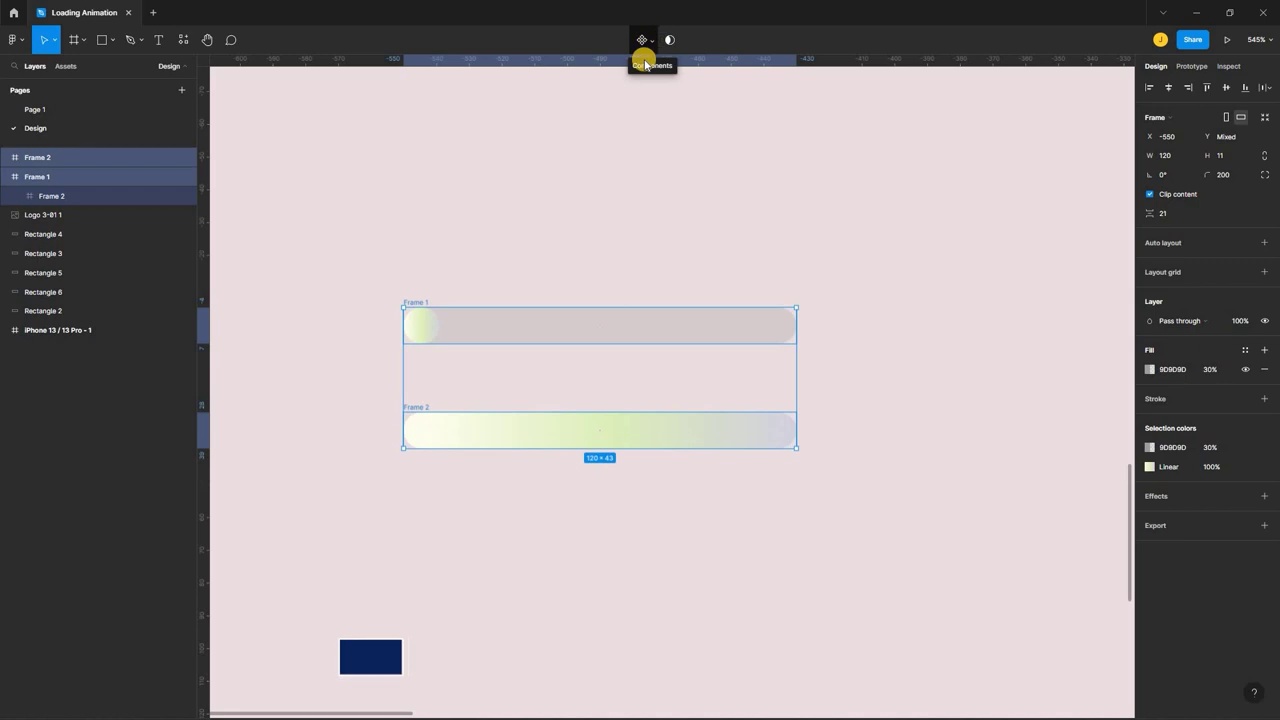 Loading Animation
Share
545%
Layers
Assets
Design
Components
Pages
Page 1
Design
Frame 2
Frame 1
Frame 2
Logo 3-01 1
Rectangle 4
Rectangle 3
Rectangle 5
Rectangle 6
Rectangle 2
iPhone 13 / 13 Pro - 1
Frame 1
Frame 2
120 × 43
Design
Prototype
Inspect
Frame
X -550
Y Mixed
W 120
H 11
0°
200
Clip content
21
Auto layout
Layout grid
Layer
Pass through
100%
Fill
9D9D9D 30%
Stroke
Selection colors
9D9D9D 30%
Linear 100%
Effects
Export
?